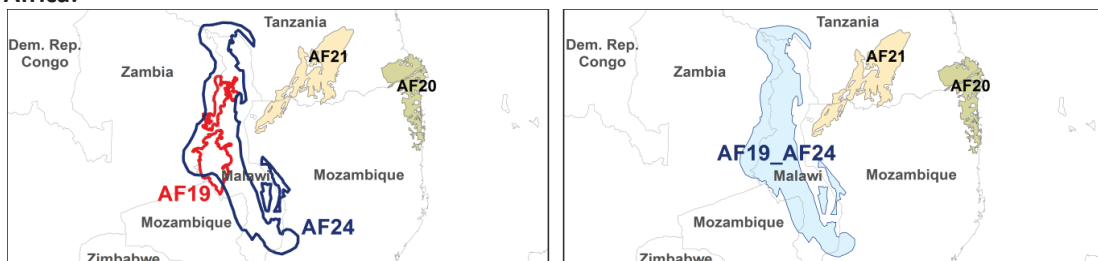 Africa.
Tanzania
Dem. Rep.
Congo
Zambia
AF21
AF20
Malawi
Mozambique
AF19
Mozambique
AF24
Zimbabwe
Tanzania
Dem. Rep.
Congo
Zambia
AF21
AF20
AF19_AF24
Malawi
Mozambique
Mozambique
Zimbabwe